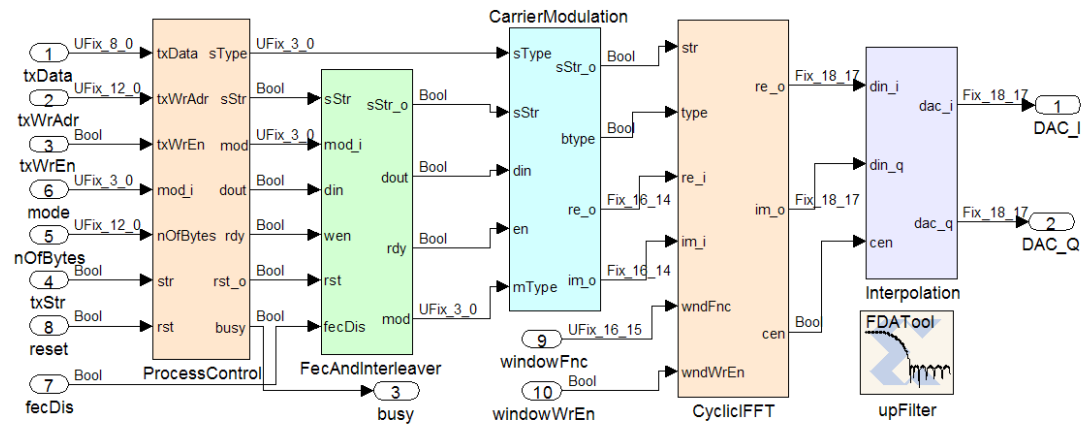 CarrierModulation
1
txData
UFix_8_0
2
txWrAdr
UFix_12_0
3
txWrEn
Bool
6
mode
UFix_3_0
5
nOfBytes
UFix_12_0
4
txStr
Bool
8
reset
Bool
7
fecDis
Bool
txData
txWrAdr
txWrEn
mod_i
nOfBytes
str
rst
sType
sStr
mod
dout
rdy
rst_o
busy
ProcessControl
UFix_3_0
Bool
UFix_3_0
Bool
Bool
Bool
sStr
mod_i
din
wen
rst
fecDis
sStr_o
dout
rdy
mod
FecAndInterleaver
3
busy
Bool
Bool
Bool
UFix_3_0
sType
sStr
din
en
mType
sStr_o
btype
re_o
im_o
Bool
Bool
Fix_16_14
Fix_16_14
9
windowFnc
UFix_16_15
10
windowWrEn
Bool
str
type
re_i
im_i
wndFnc
wndWrEn
re_o
im_o
cen
CyclicIFFT
Fix_18_17
Fix_18_17
Bool
din_i
din_q
cen
dac_i
dac_q
Interpolation
Fix_18_17
1
DAC_I
Fix_18_17
2
DAC_Q
FDATool
upFilter